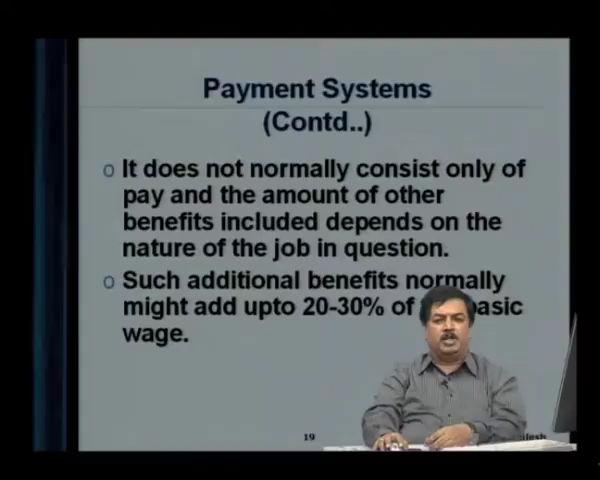 Payment Systems
(Contd..)
o It does not normally consist only of
pay and the amount of other
benefits included depends on the
nature of the job in question.
o Such additional benefits normally
might add upto 20-30% of basic
wage.
19